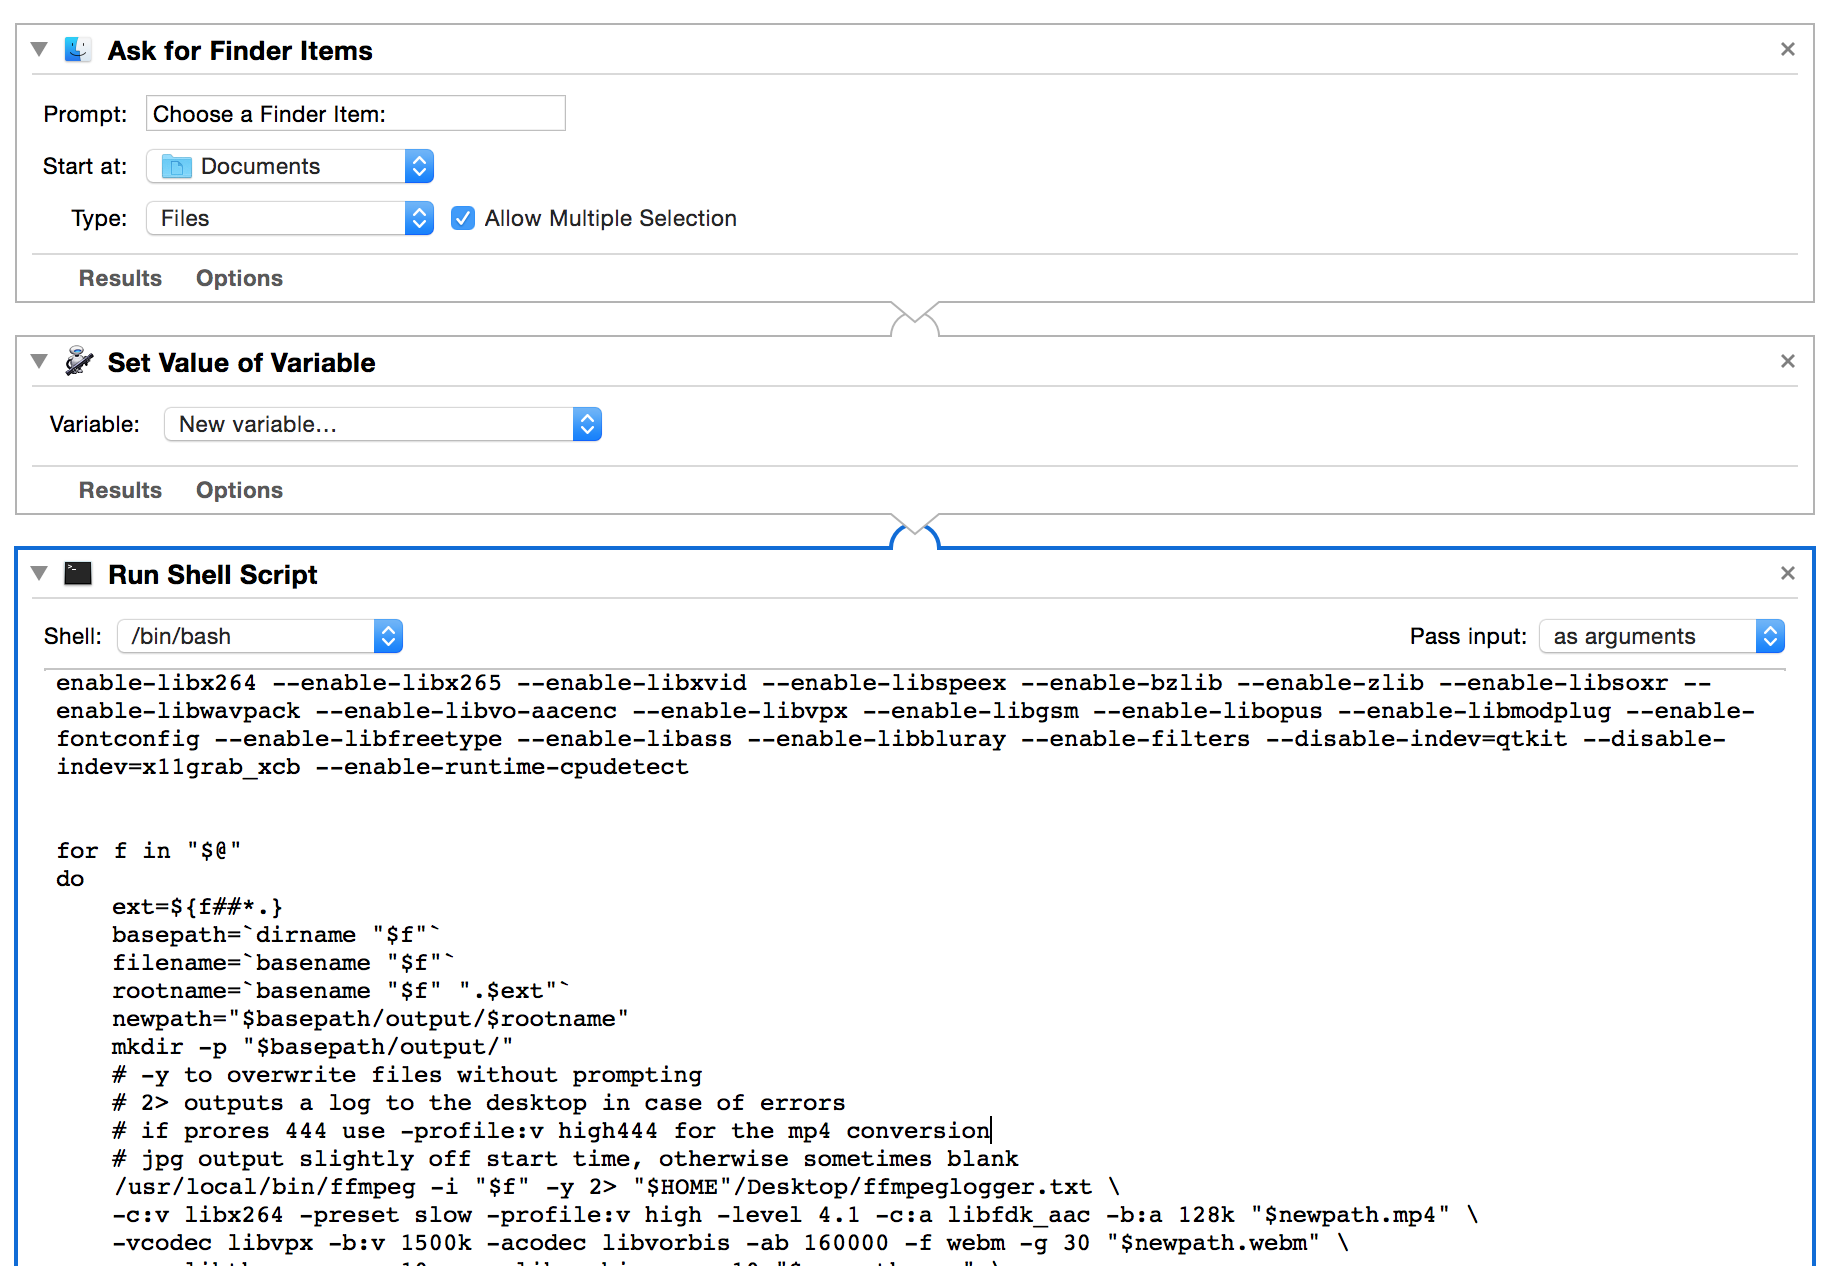 Ask for Finder Items
Prompt: Choose a Finder Item:
Start at: Documents
Type: Files Allow Multiple Selection
Results Options
Set Value of Variable
Variable: New variable...
Results Options
Run Shell Script
Shell: /bin/bash Pass input: as arguments
enable-libx264 --enable-libx265 --enable-libxvid --enable-libspeex --enable-bzlib --enable-zlib --enable-libsoxr --
enable-libwavpack --enable-libvo-aacenc --enable-libvpx --enable-libgsm --enable-libopus --enable-libmodplug --enable-
fontconfig --enable-libfreetype --enable-libass --enable-libbluray --enable-filters --disable-indev=qtkit --disable-
indev=x11grab_xcb --enable-runtime-cpudetect
for f in "$@"
do
ext=${f##*.}
basepath=`dirname "$f"`
filename=`basename "$f"`
rootname=`basename "$f" ".$ext"`
newpath="$basepath/output/$rootname"
mkdir -p "$basepath/output/"
# -y to overwrite files without prompting
# 2> outputs a log to the desktop in case of errors
# if prores 444 use -profile:v high444 for the mp4 conversion
# jpg output slightly off start time, otherwise sometimes blank
/usr/local/bin/ffmpeg -i "$f" -y 2> "$HOME"/Desktop/ffmpeglogger.txt \
-c:v libx264 -preset slow -profile:v high -level 4.1 -c:a libfdk_aac -b:a 128k "$newpath.mp4" \
-vcodec libvpx -b:v 1500k -acodec libvorbis -ab 160000 -f webm -g 30 "$newpath.webm" \